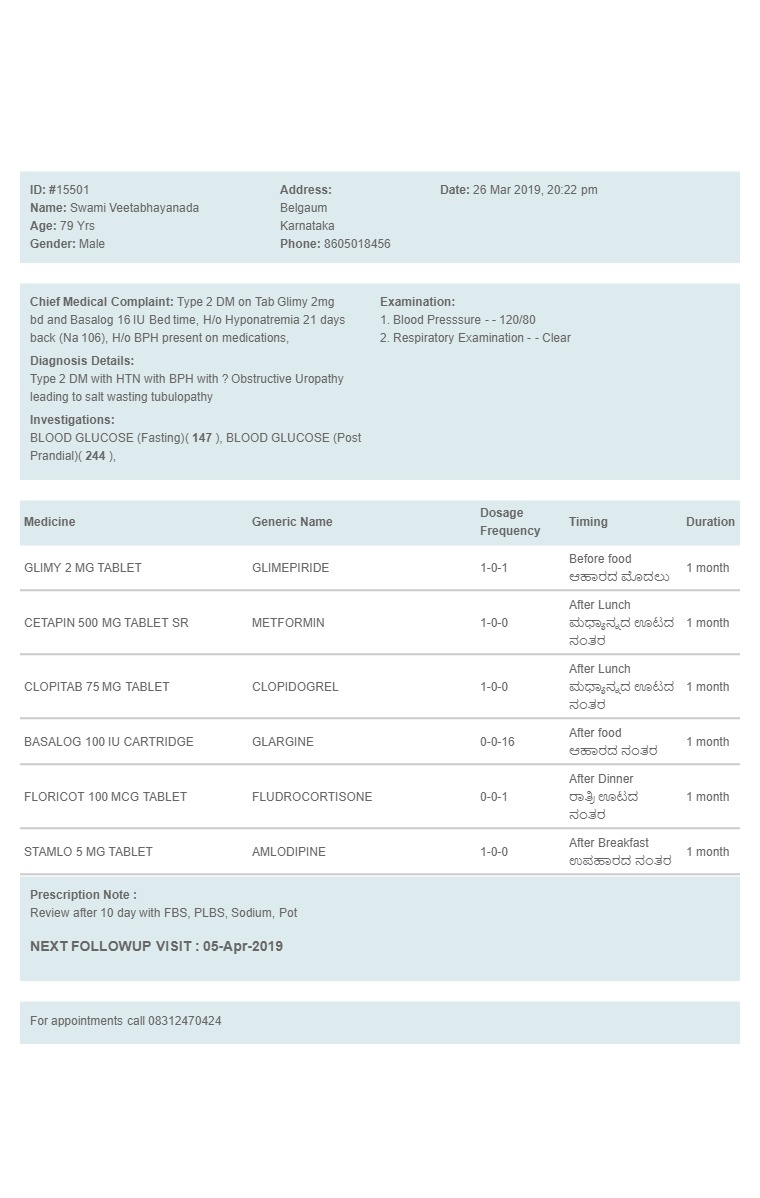 ID: #15501
Name: Swami Veetabhayanada
Age: 79 Yrs
Gender: Male
Address:
Belgaum
Karnataka
Phone: 8605018456
Date: 26 Mar 2019, 20:22 pm
Chief Medical Complaint: Type 2 DM on Tab Glimy 2mg
bd and Basalog 16 IU Bed time, H/o Hyponatremia 21 days
back (Na 106), H/o BPH present on medications,
Diagnosis Details:
Type 2 DM with HTN with BPH with ? Obstructive Uropathy
leading to salt wasting tubulopathy
Investigations:
BLOOD GLUCOSE (Fasting)( 147 ), BLOOD GLUCOSE (Post
Prandial)( 244 ),
Examination:
1. Blood Presssure - - 120/80
2. Respiratory Examination - - Clear
Medicine Generic Name Dosage Frequency Timing Duration
GLIMY 2 MG TABLET GLIMEPIRIDE 1-0-1 Before food 1 month
ಆಹಾರದ ಮೊದಲು
CETAPIN 500 MG TABLET SR METFORMIN 1-0-0 After Lunch 1 month
ಮಧ್ಯಾನ್ನದ ಊಟದ
ನಂತರ
CLOPITAB 75 MG TABLET CLOPIDOGREL 1-0-0 After Lunch 1 month
ಮಧ್ಯಾನ್ನದ ಊಟದ
ನಂತರ
BASALOG 100 IU CARTRIDGE GLARGINE 0-0-16 After food 1 month
ಆಹಾರದ ನಂತರ
FLORICOT 100 MCG TABLET FLUDROCORTISONE 0-0-1 After Dinner 1 month
ರಾತ್ರಿ ಊಟದ
ನಂತರ
STAMLO 5 MG TABLET AMLODIPINE 1-0-0 After Breakfast 1 month
ಉಪಹಾರದ ನಂತರ
Prescription Note :
Review after 10 day with FBS, PLBS, Sodium, Pot
NEXT FOLLOWUP VISIT : 05-Apr-2019
For appointments call 08312470424